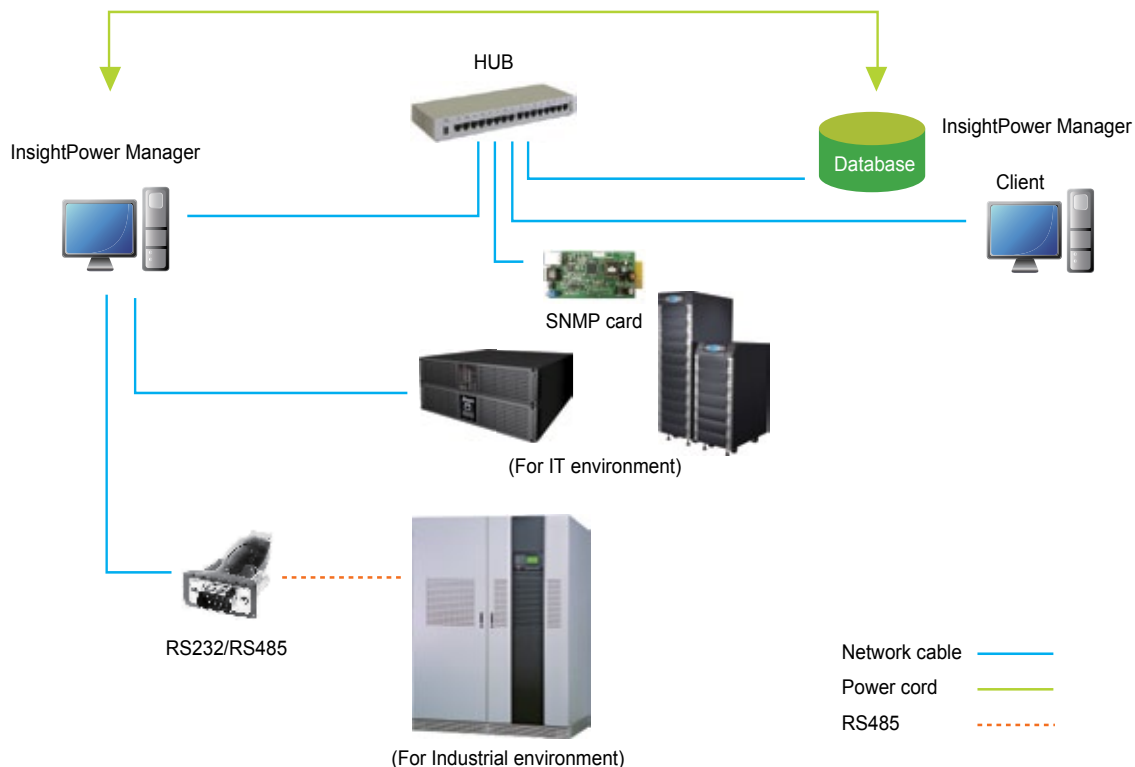 HUB
InsightPower Manager
InsightPower Manager
Database
Client
SNMP card
(For IT environment)
RS232/RS485
Network cable
Power cord
RS485
(For Industrial environment)